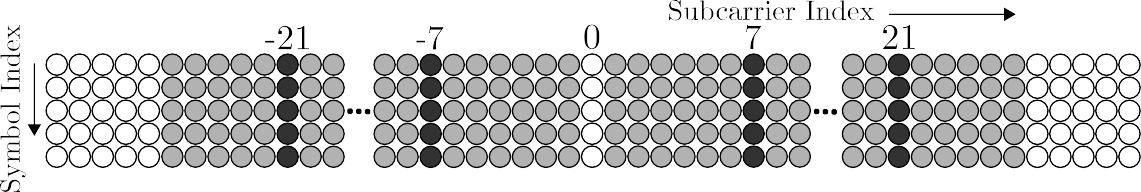 Subcarrier Index
-21 -7 0 7 21
Symbol Index